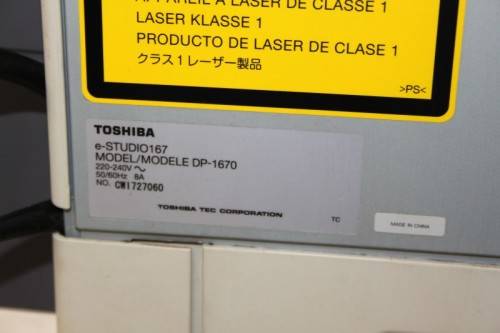 APPAREIL À LASER DE CLASSE 1
LASER KLASSE 1
PRODUCTO DE LASER DE CLASE 1
クラス1レーザー製品
>PS<
TOSHIBA
e-STUDIO167
MODEL/MODELE DP-1670
220-240V ~
50/60Hz 8A
NO. CWI727060
TOSHIBA TEC CORPORATION
TC
MADE IN CHINA